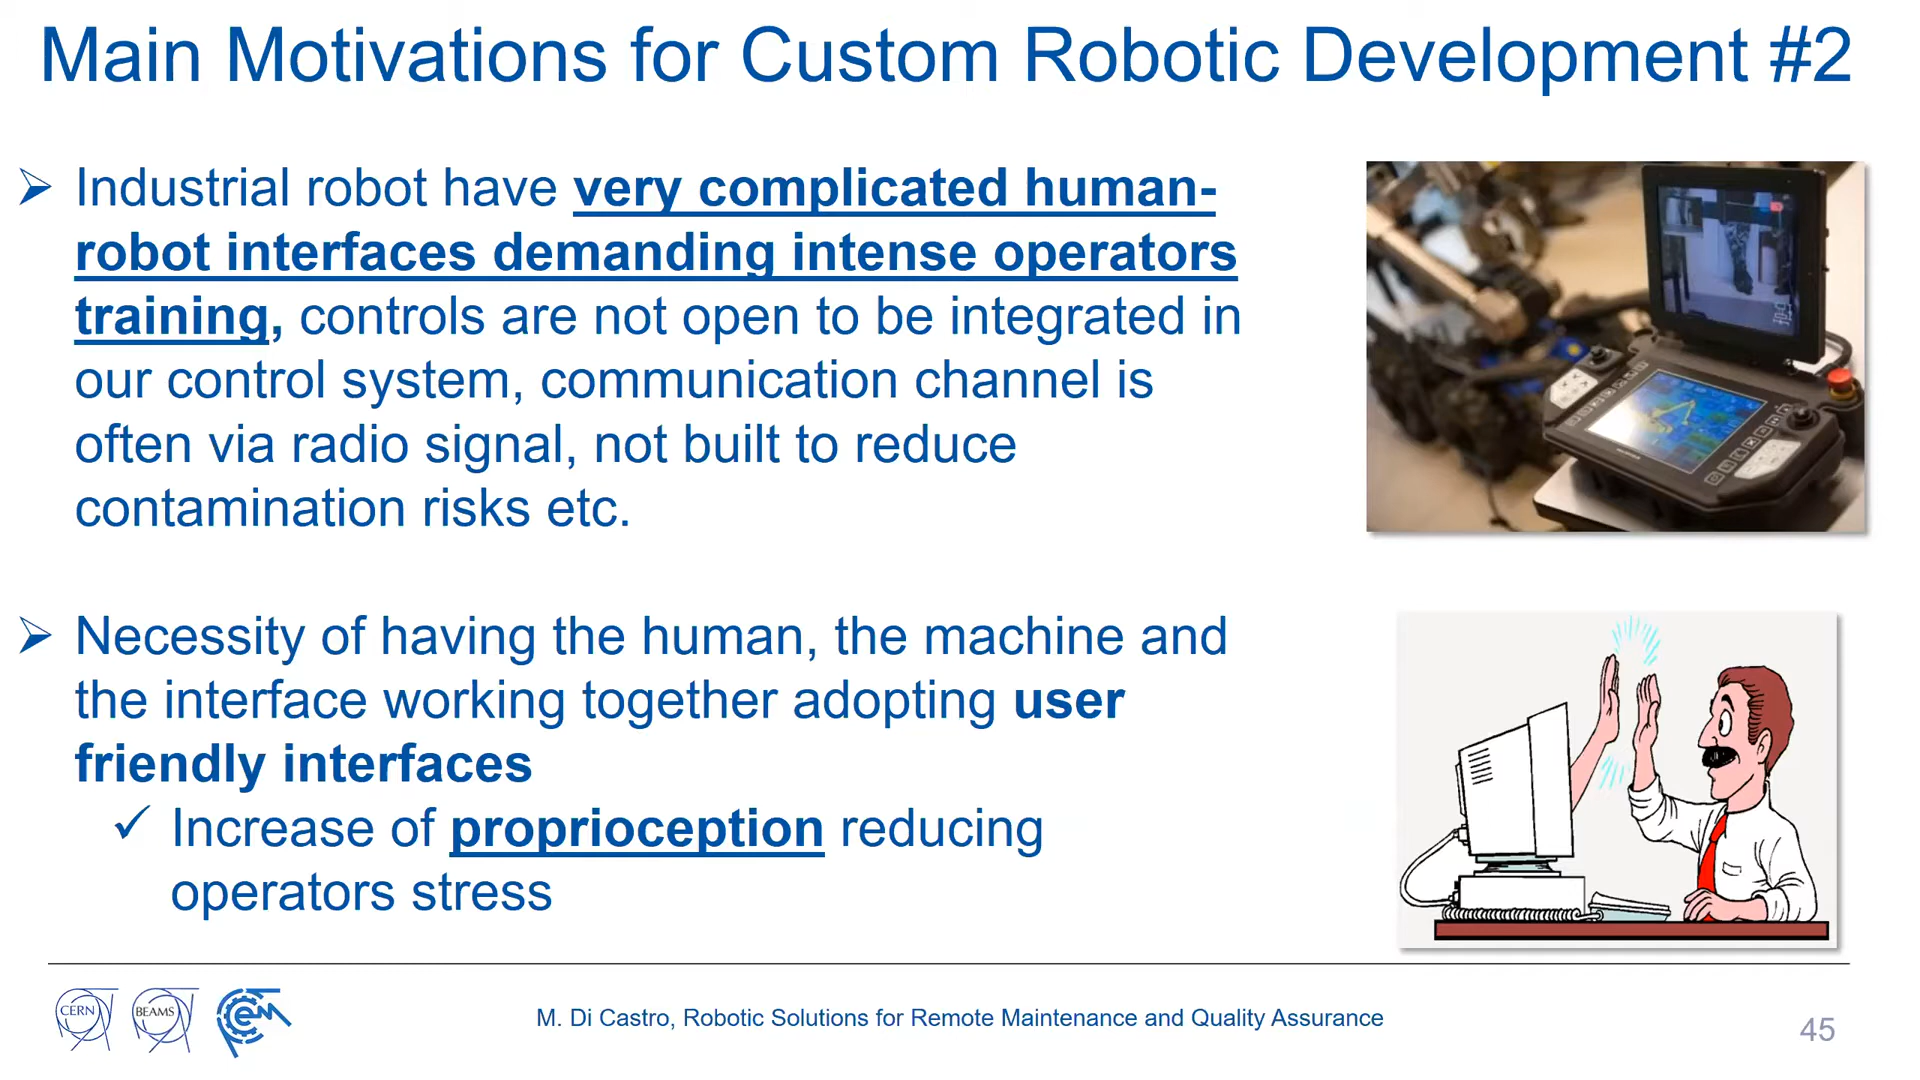 Main Motivations for Custom Robotic Development #2
➢ Industrial robot have very complicated human-
robot interfaces demanding intense operators
training, controls are not open to be integrated in
our control system, communication channel is
often via radio signal, not built to reduce
contamination risks etc.
➢ Necessity of having the human, the machine and
the interface working together adopting user
friendly interfaces
✓ Increase of proprioception reducing
operators stress
CERN
BEAMS
cem
M. Di Castro, Robotic Solutions for Remote Maintenance and Quality Assurance
45